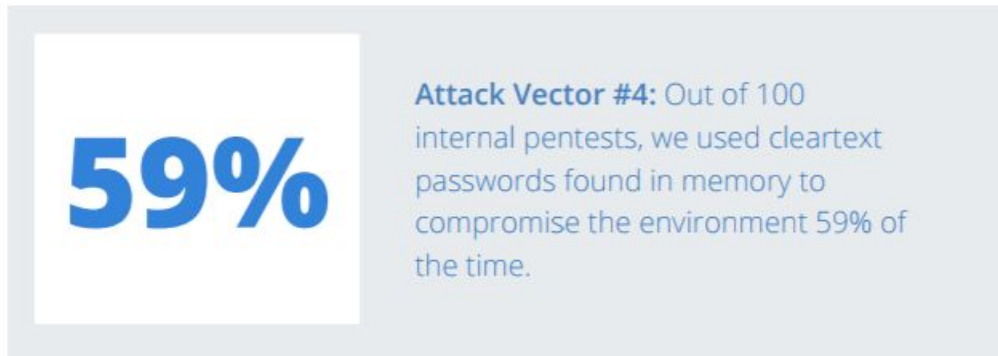 59%
Attack Vector #4: Out of 100
internal pentests, we used cleartext
passwords found in memory to
compromise the environment 59% of
the time.